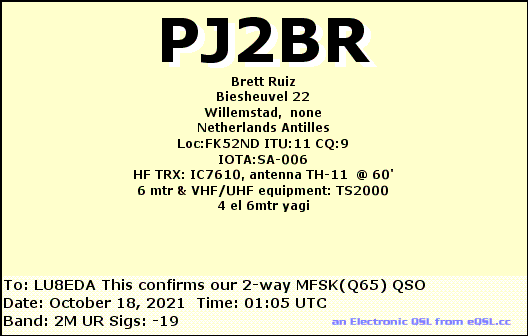 PJ2BR
Brett Ruiz
Biesheuvel 22
Willemstad, none
Netherlands Antilles
Loc:FK52ND ITU:11 CQ:9
IOTA:SA-006
HF TRX: IC7610, antenna TH-11 @ 60'
6 mtr & VHF/UHF equipment: TS2000
4 el 6mtr yagi
To: LU8EDA This confirms our 2-way MFSK(Q65) QSO
Date: October 18, 2021 Time: 01:05 UTC
Band: 2M UR Sigs: -19
an Electronic QSL from eQSL.cc